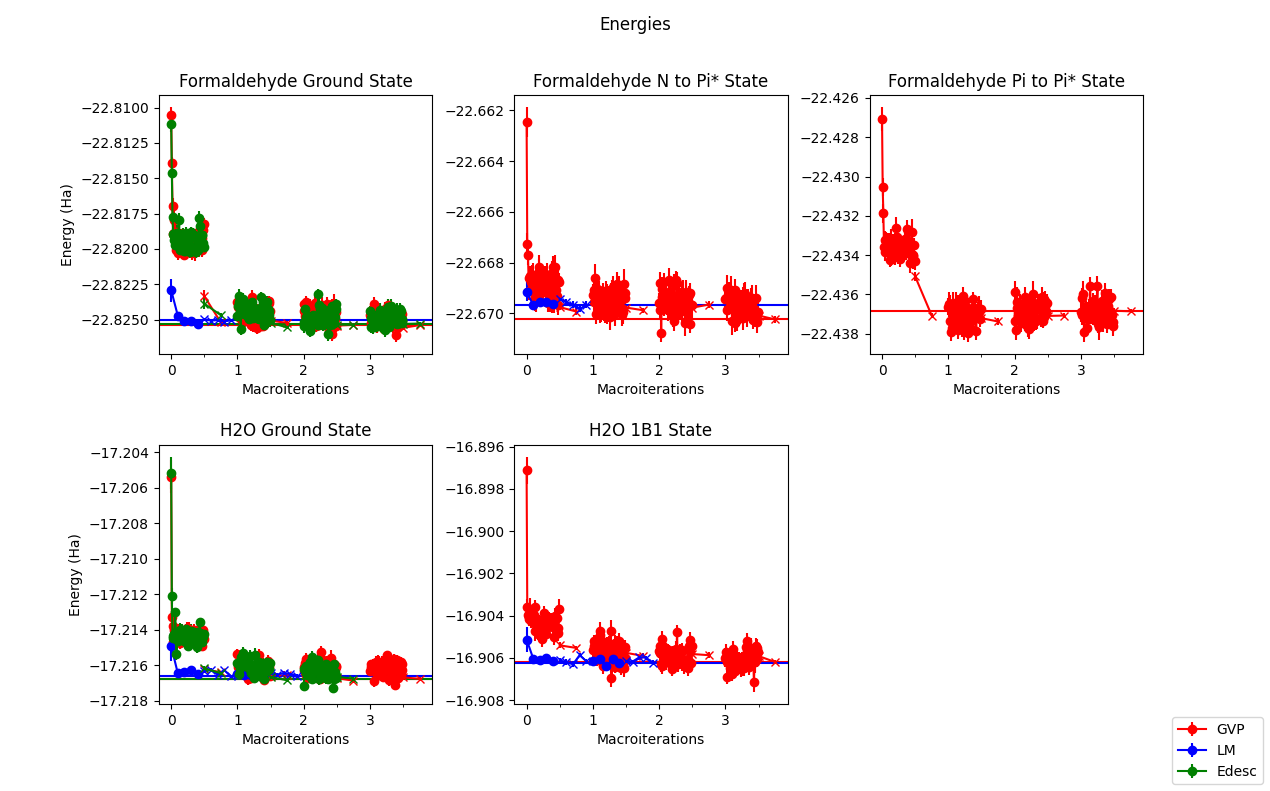 Energies
Formaldehyde Ground State
Formaldehyde N to Pi* State
Formaldehyde Pi to Pi* State
Energy (Ha)
−22.8100
−22.8125
−22.8150
−22.8175
−22.8200
−22.8225
−22.8250
0 1 2 3
Macroiterations
−22.662
−22.664
−22.666
−22.668
−22.670
0 1 2 3
Macroiterations
−22.426
−22.428
−22.430
−22.432
−22.434
−22.436
−22.438
0 1 2 3
Macroiterations
H2O Ground State
H2O 1B1 State
Energy (Ha)
−17.204
−17.206
−17.208
−17.210
−17.212
−17.214
−17.216
−17.218
0 1 2 3
Macroiterations
−16.896
−16.898
−16.900
−16.902
−16.904
−16.906
−16.908
0 1 2 3
Macroiterations
GVP
LM
Edesc